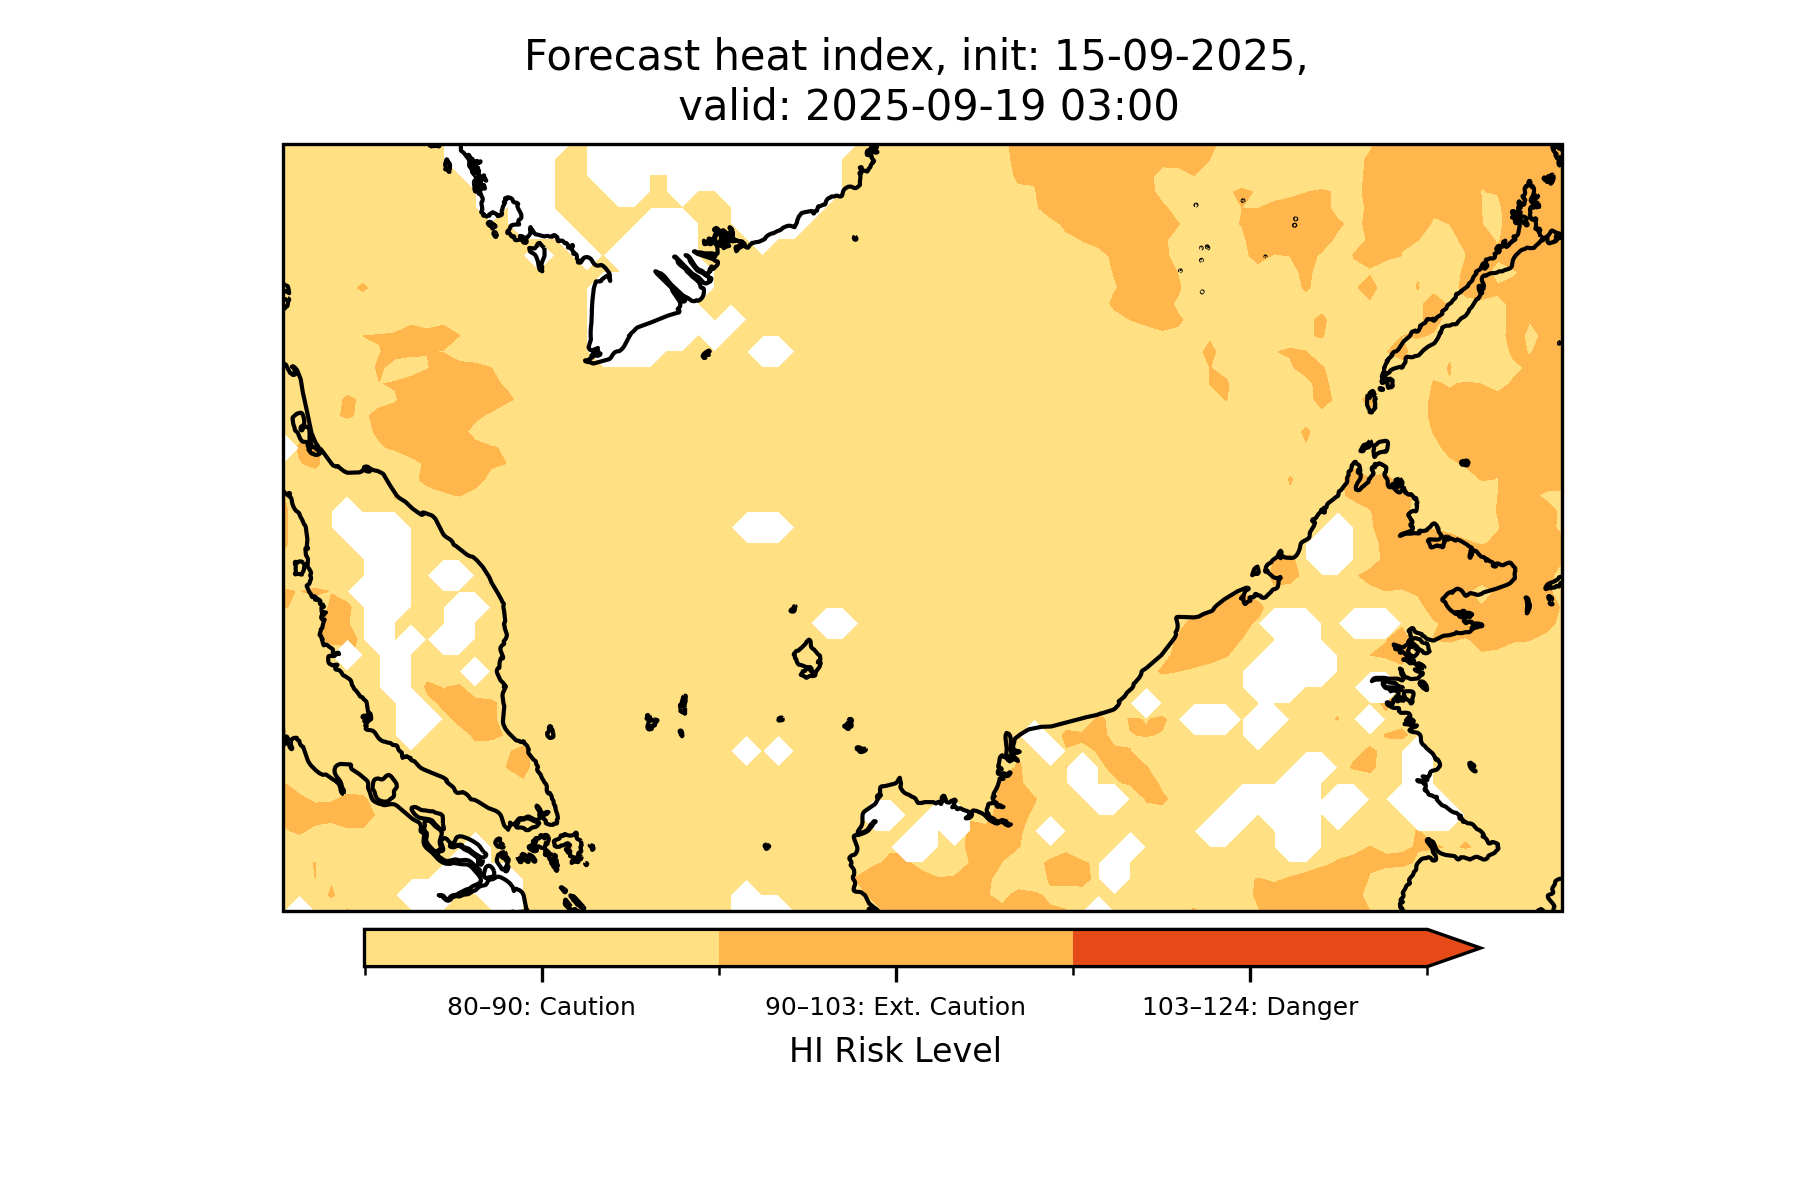 Forecast heat index, init: 15-09-2025,
valid: 2025-09-19 03:00
80–90: Caution
90–103: Ext. Caution
103–124: Danger
HI Risk Level